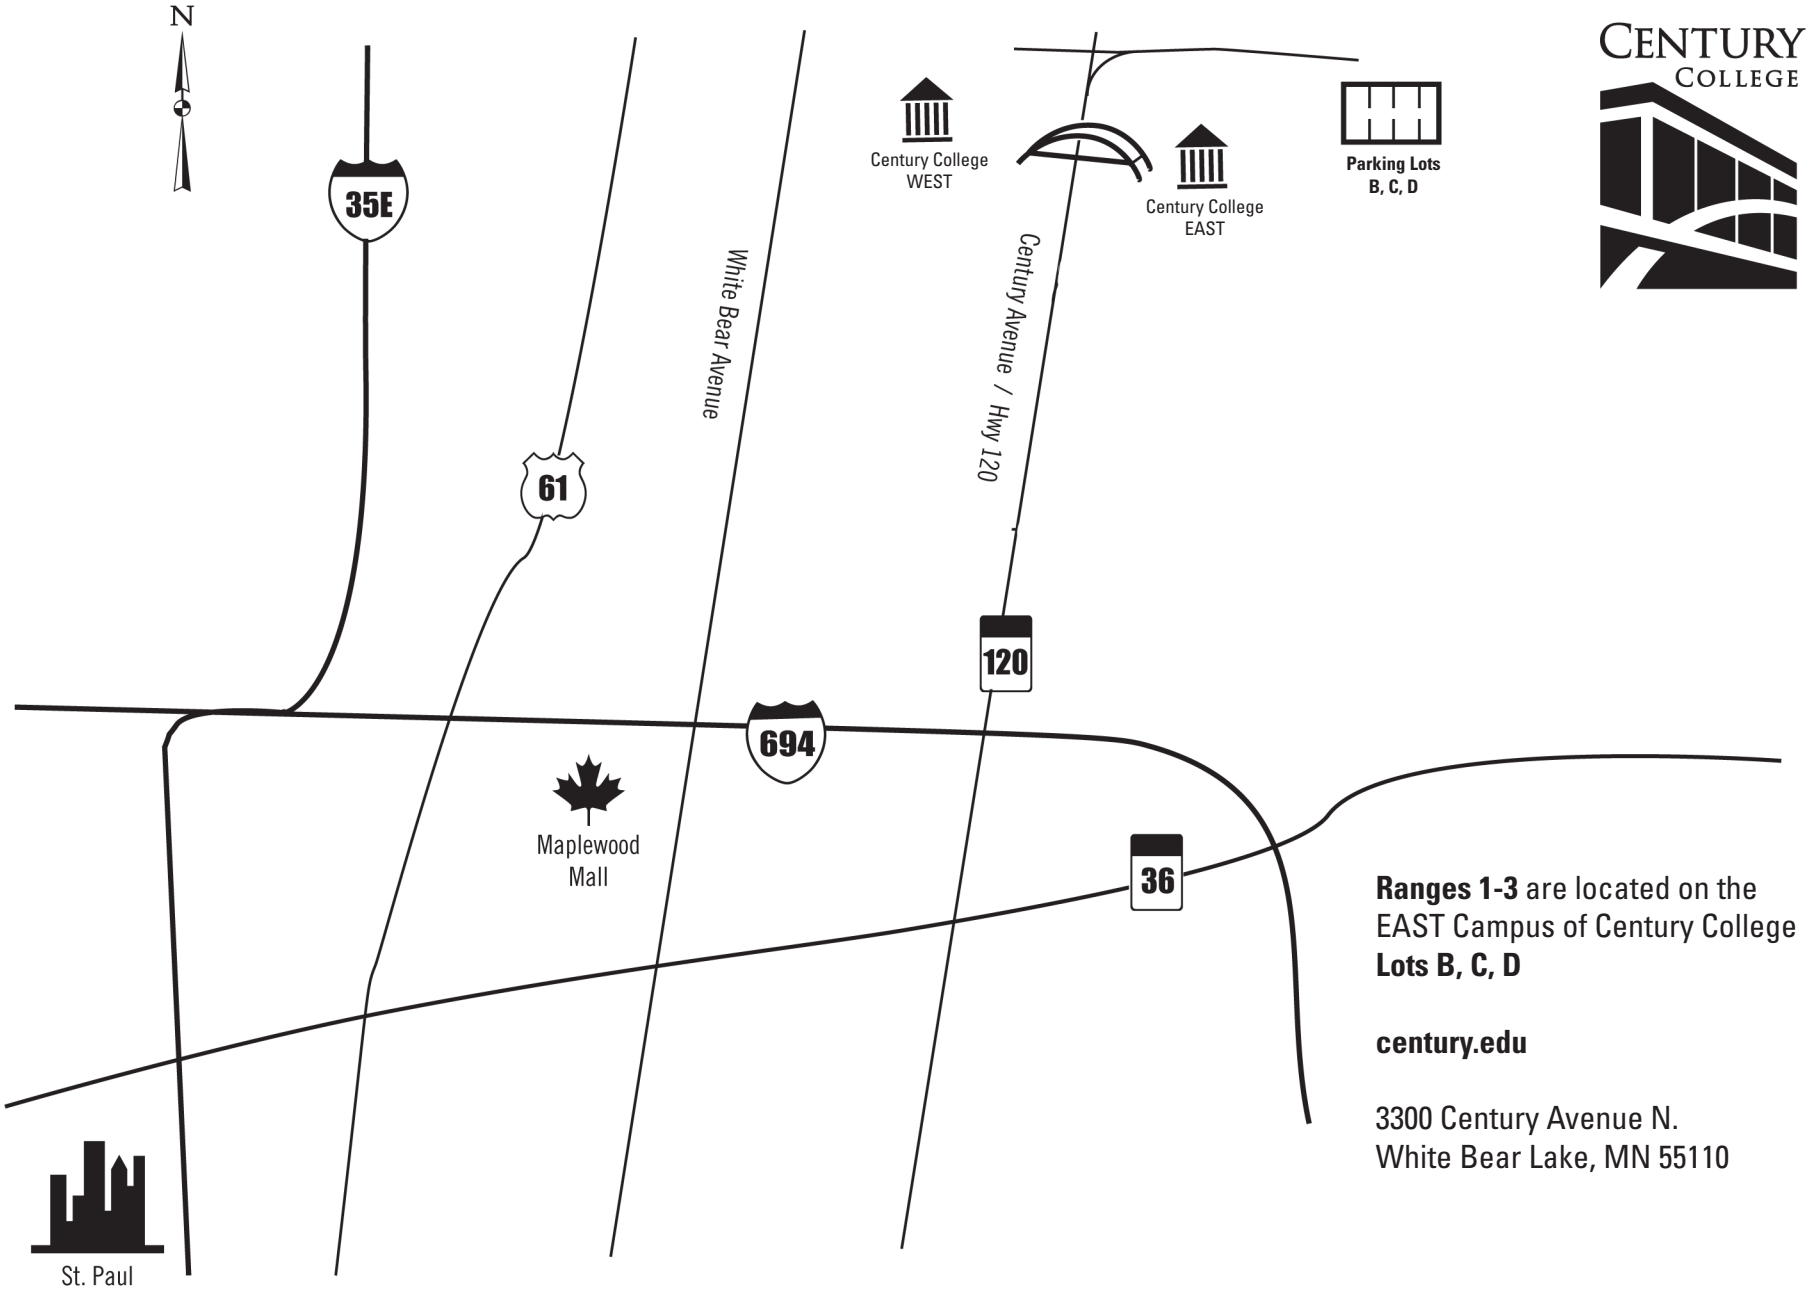 N
CENTURY
COLLEGE
35E
Century College
WEST
Century College
EAST
Parking Lots
B, C, D
White Bear Avenue
Century Avenue / Hwy 120
61
120
694
Maplewood
Mall
36
Ranges 1-3 are located on the
EAST Campus of Century College
Lots B, C, D
century.edu
3300 Century Avenue N.
White Bear Lake, MN 55110
St. Paul